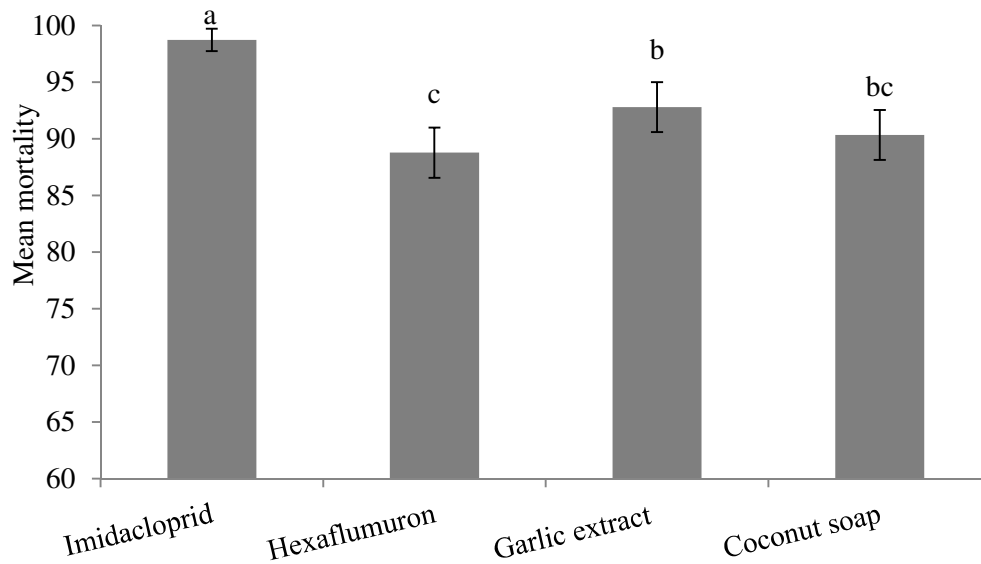 Mean mortality
100
95
90
85
80
75
70
65
60
a
c
b
bc
Imidacloprid
Hexaflumuron
Garlic extract
Coconut soap